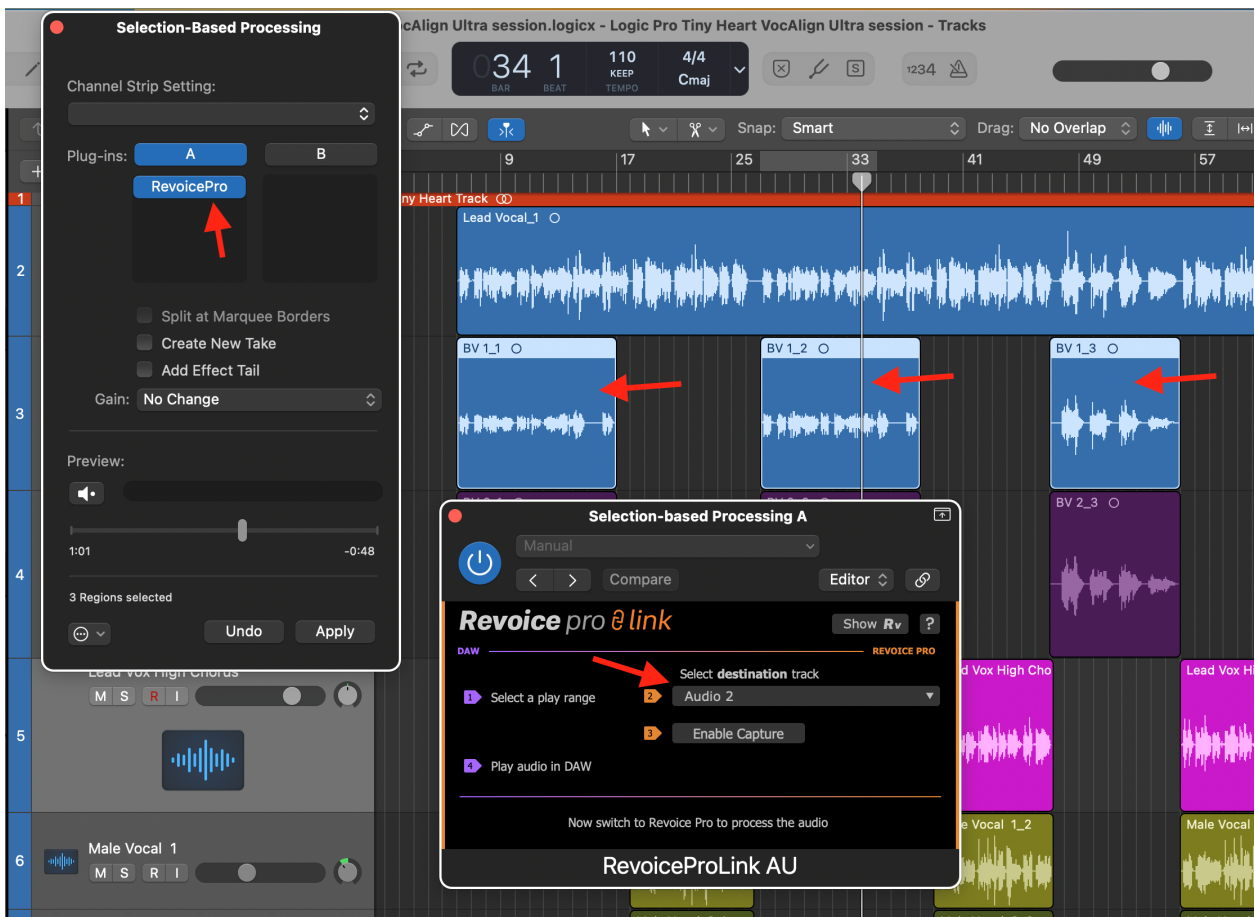 Selection-Based Processing
ocAlign Ultra session.logicx - Logic Pro Tiny Heart VocAlign Ultra session - Tracks
Channel Strip Setting:
034 1
BAR BEAT
110
KEEP
TEMPO
4/4
Cmaj
S
1234
Plug-ins: A B
RevoicePro
Snap: Smart
Drag: No Overlap
9 17 25 33 41 49 57
1
ny Heart Track
2
Lead Vocal_1
Split at Marquee Borders
Create New Take
Add Effect Tail
Gain: No Change
3
BV 1_1 BV 1_2 BV 1_3
Preview:
1:01 -0:48
3 Regions selected
Undo Apply
4
BV 2_3
Selection-based Processing A
Manual
Compare
Editor
Revoice pro link
Show Rv ?
DAW REVOICE PRO
Select destination track
1 Select a play range
2 Audio 2
3 Enable Capture
4 Play audio in DAW
Now switch to Revoice Pro to process the audio
RevoiceProLink AU
5
Lead Vox High Chorus
M S R I
d Vox High Cho
Lead Vox Hi
6
Male Vocal 1
M S R I
e Vocal 1_2
Male Vocal